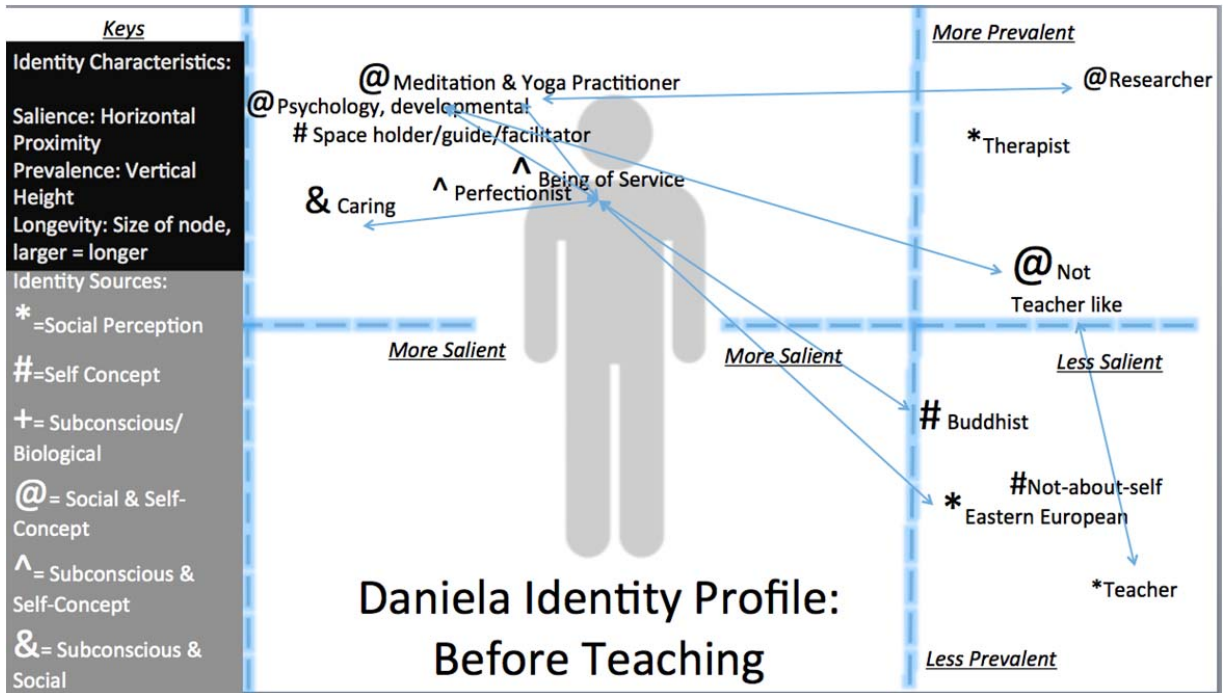 Keys
Identity Characteristics:
Salience: Horizontal
Proximity
Prevalence: Vertical
Height
Longevity: Size of node,
larger = longer
Identity Sources:
*=Social Perception
#=Self Concept
+= Subconscious/
Biological
@= Social & Self-
Concept
^= Subconscious &
Self-Concept
&= Subconscious &
Social
@ Meditation & Yoga Practitioner
@Psychology, developmental
# Space holder/guide/facilitator
^ Being of Service
^ Perfectionist
& Caring
More Salient
More Salient
Less Salient
More Prevalent
@Researcher
*Therapist
@ Not
Teacher like
# Buddhist
#Not-about-self
* Eastern European
*Teacher
Less Prevalent
Daniela Identity Profile:
Before Teaching